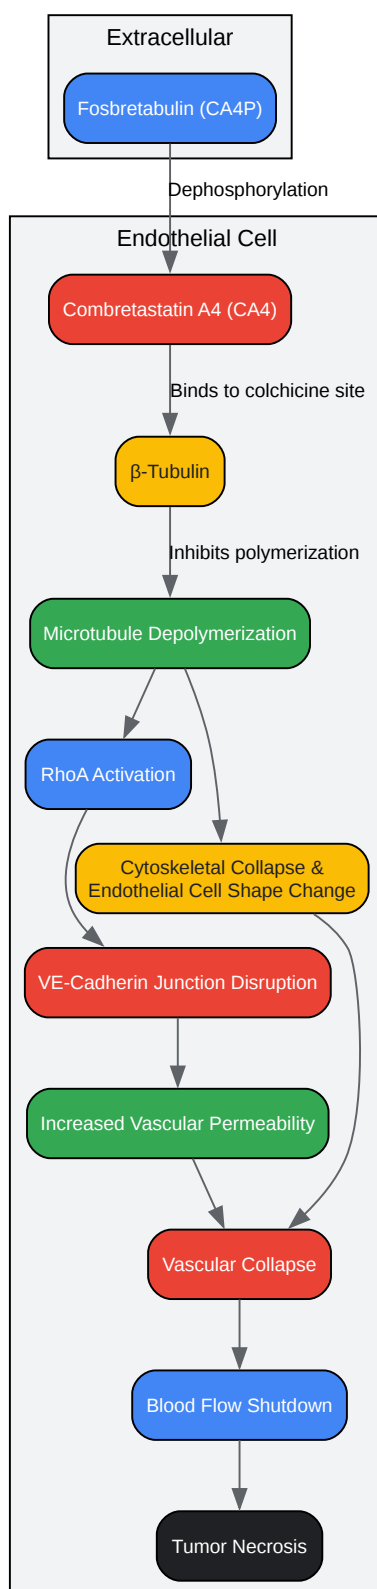 Extracellular
Fosbretabulin (CA4P)
Dephosphorylation
Endothelial Cell
Combretastatin A4 (CA4)
Binds to colchicine site
β-Tubulin
Inhibits polymerization
Microtubule Depolymerization
RhoA Activation
Cytoskeletal Collapse &
Endothelial Cell Shape Change
VE-Cadherin Junction Disruption
Increased Vascular Permeability
Vascular Collapse
Blood Flow Shutdown
Tumor Necrosis